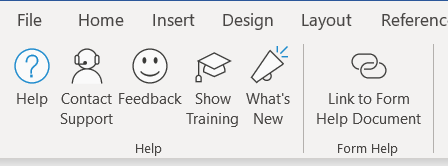 File Home Insert Design Layout Referenc
Help Contact Support Feedback Show Training What's New Link to Form Help Document
Help Form Help